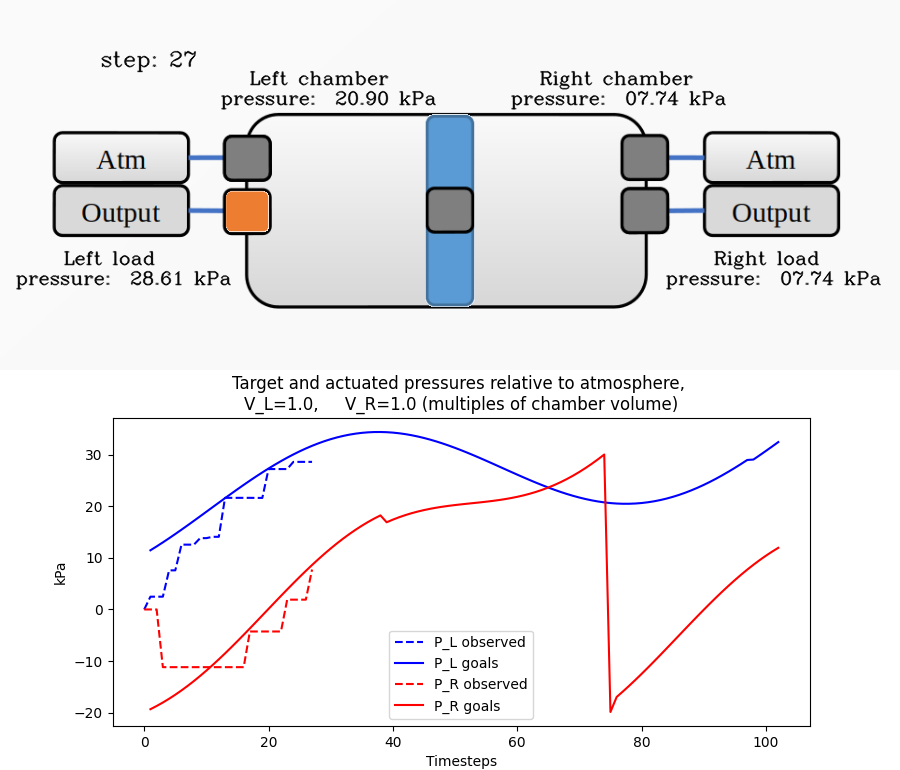 step: 27
Left chamber
pressure: 20.90 kPa
Right chamber
pressure: 07.74 kPa
Atm
Output
Atm
Output
Left load
pressure: 28.61 kPa
Right load
pressure: 07.74 kPa
Target and actuated pressures relative to atmosphere,
V_L=1.0, V_R=1.0 (multiples of chamber volume)
kPa
30
20
10
0
−10
−20
P_L observed
P_L goals
P_R observed
P_R goals
0 20 40 60 80 100
Timesteps